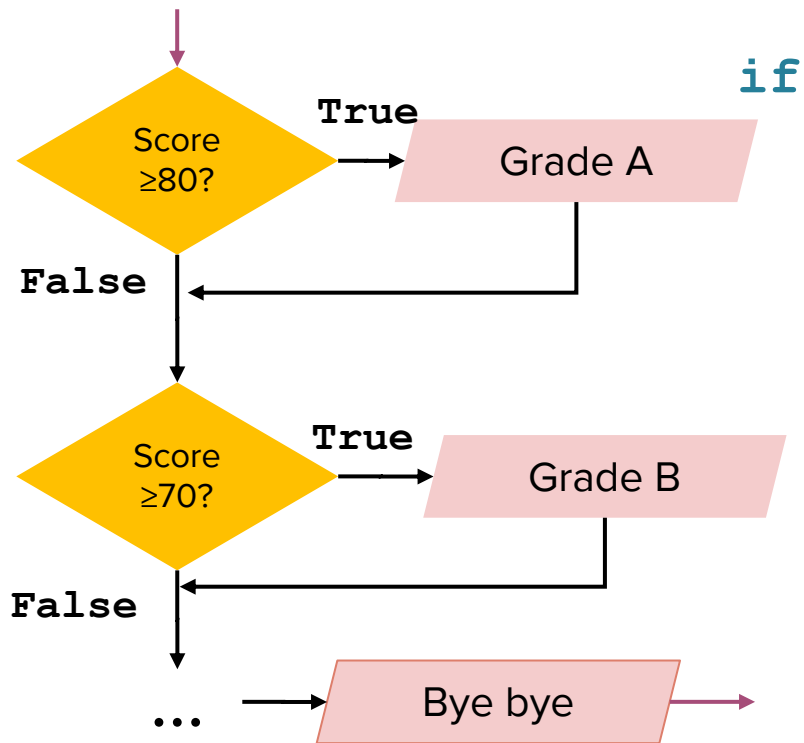 if
True
Score
≥80?
Grade A
False
True
Score
≥70?
Grade B
False
...
Bye bye